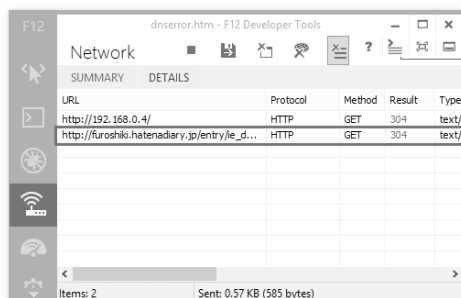 F12
dnserror.htm - F12 Developer Tools
Network
?
SUMMARY DETAILS
URL Protocol Method Result Type
http://192.168.0.4/ HTTP GET 304 text/
http://furoshiki.hatenadiary.jp/entry/ie_d... HTTP GET 304 text/
Items: 2 Sent: 0.57 KB (585 bytes)